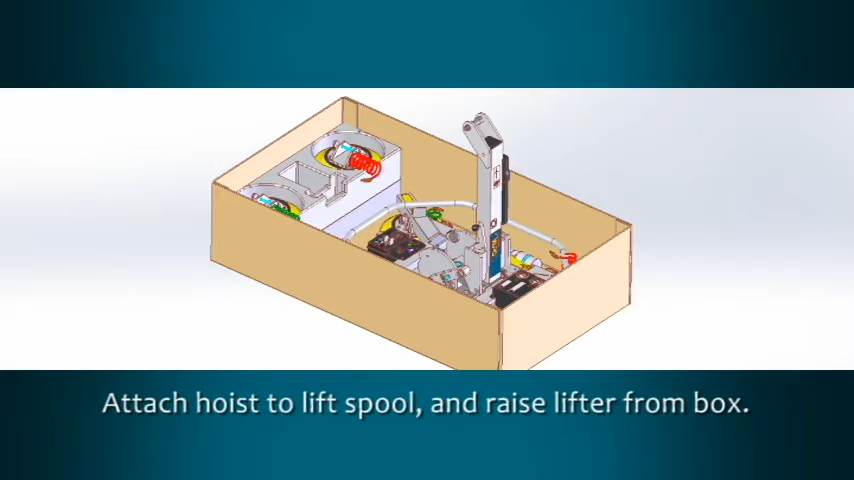 Attach hoist to lift spool, and raise lifter from box.